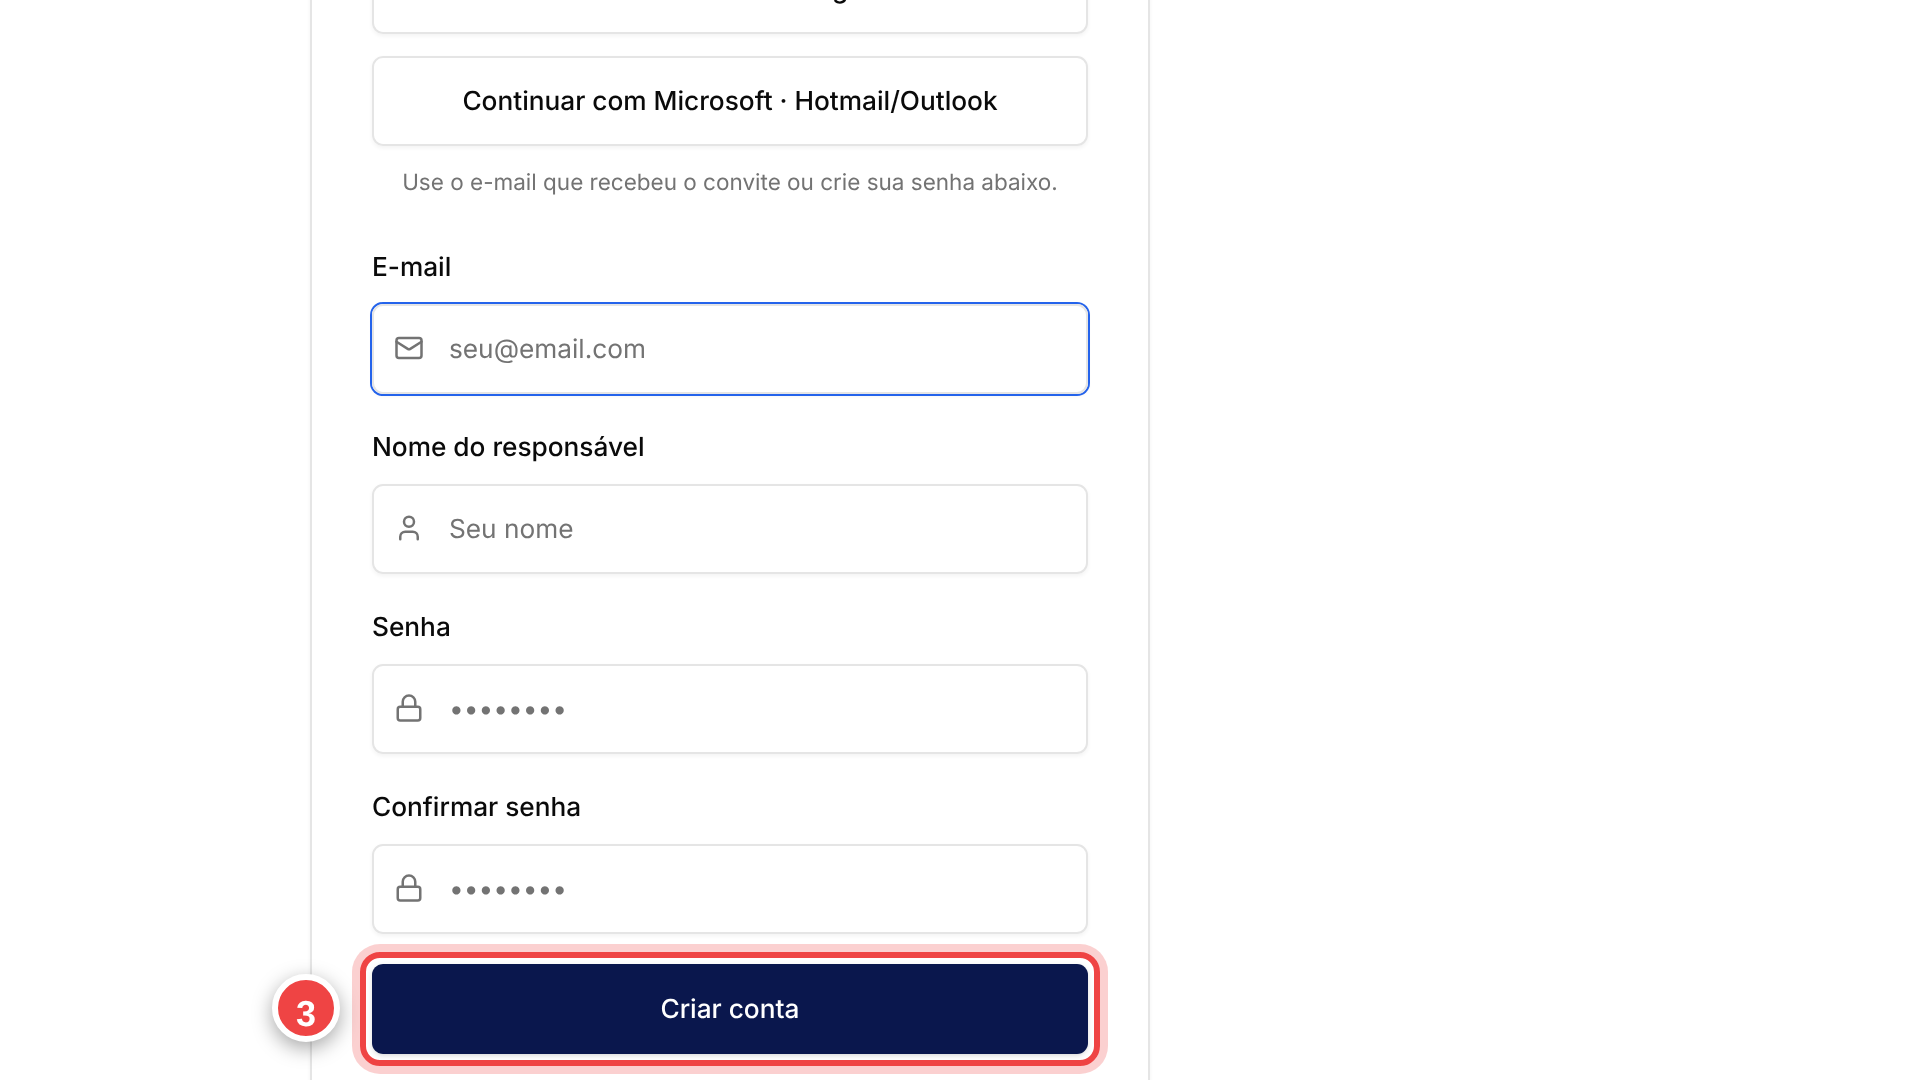 Continuar com Microsoft · Hotmail/Outlook
Use o e-mail que recebeu o convite ou crie sua senha abaixo.
E-mail
seu@email.com
Nome do responsável
Seu nome
Senha
••••••••
Confirmar senha
••••••••
3
Criar conta